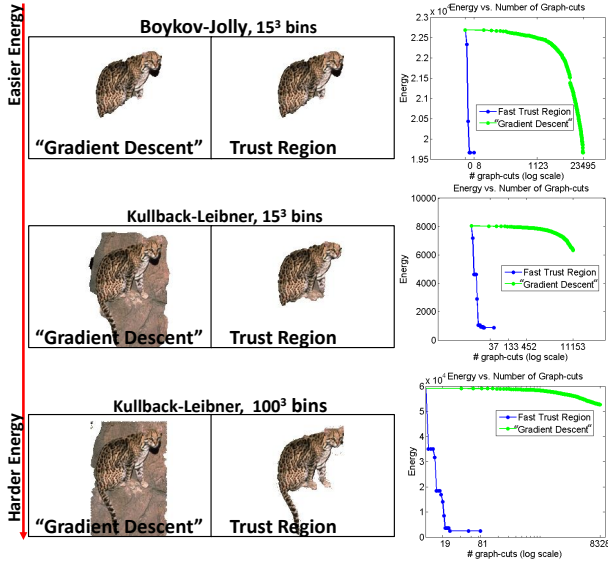 Easier Energy
Boykov-Jolly, 15³ bins
"Gradient Descent"
Trust Region
x 10
Energy vs. Number of Graph-cuts
2.3
2.25
2.2
2.15
2.1
2.05
2
1.95
Energy
Fast Trust Region
"Gradient Descent"
0 8 1123 23495
# graph-cuts (log scale)
Kullback-Leibner, 15³ bins
"Gradient Descent"
Trust Region
Energy vs. Number of Graph-cuts
10000
8000
6000
4000
2000
0
Energy
Fast Trust Region
"Gradient Descent"
37 133 452 11153
# graph-cuts (log scale)
Harder Energy
Kullback-Leibner, 100³ bins
"Gradient Descent"
Trust Region
x 10⁴
Energy vs. Number of Graph-cuts
6
5
4
3
2
1
0
Energy
Fast Trust Region
"Gradient Descent"
19 81 8328
# graph-cuts (log scale)